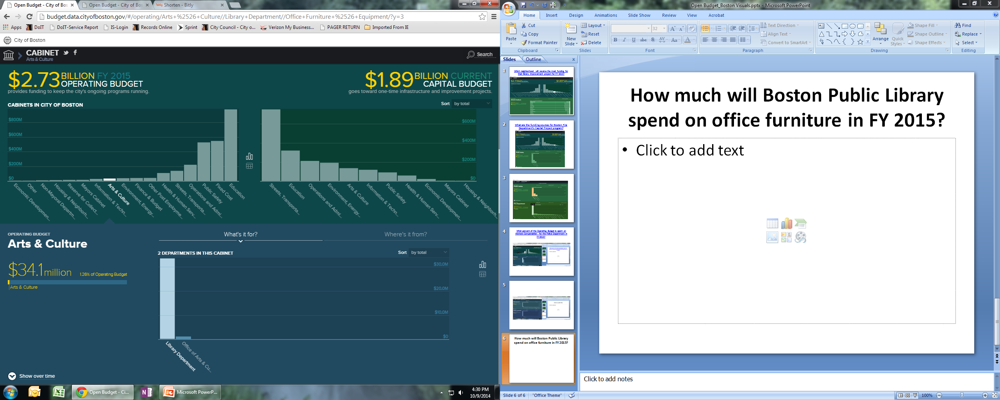 Open Budget - City of Bos
Open Budget - City of Bos
bitly Shorten - Bitly
budget.data.cityofboston.gov/#/operating/Arts+%2526+Culture//Library+Department//Office+Furniture+%2526+Equipment/?y=3
Apps DoIT DoIT-Service Report IS-Login Records Online Sprint City Council - City o... Verizon My Business... PAGER RETURN Imported From IE
City of Boston
CABINET
Arts & Culture
Search
$2.73 BILLION FY 2015
OPERATING BUDGET
provides funding to keep the city's ongoing programs running.
$1.89 BILLION CURRENT
CAPITAL BUDGET
goes toward one-time infrastructure and improvement projects.
CABINETS IN CITY OF BOSTON
Sort by total
$800M
$600M
$400M
$200M
$0
Economic Developmen...
Other
Non-Mayoral Departm...
Housing & Neighborh...
Reserve for Collect...
Mayors Cabinet
Information & Techn...
Arts & Culture
Environment, Energy...
Finance & Budget
Other Post Employme...
Health & Human Serv...
Streets, Transporta...
Operations and Admi...
Public Safety
Fixed Cost
Education
$600M
$400M
$200M
$0
Streets, Transporta...
Education
Operations and Admi...
Environment, Energy...
Arts & Culture
Information & Techn...
Public Safety
Health & Human Serv...
Economic Developmen...
Mayors Cabinet
Housing & Neighborh...
OPERATING BUDGET
Arts & Culture
$34.1 million
1.26% of Operating Budget
Arts & Culture
What's it for?
Where's it from?
2 DEPARTMENTS IN THIS CABINET
Sort by total
$30.0M
$20.0M
$10.0M
$0
Library Department
Office of Arts & Cu...
Show over time
Open Budget - Ci...
Microsoft PowerP...
4:30 PM
10/9/2014
Open Budget_Boston Visuals.pptx - Microsoft PowerPoint
Home Insert Design Animations Slide Show Review View Acrobat
Paste
Cut
Copy
Format Painter
Clipboard
New Slide
Layout
Reset
Delete
Slides
32
B I U abc S AV Aa A
Font
Text Direction
Align Text
Convert to SmartArt
Paragraph
Arrange
Quick Styles
Shape Fill
Shape Outline
Shape Effects
Drawing
Find
Replace
Select
Editing
Slides Outline
1
Which neighborhood will receive the most funding for
their library improvement project for FY 2015?
2
What are the funding sources for Boston Fire
Department's Capital Project program?
3
4
What percent of the Operating Budget is spent on
Workers Compensation for the Police Department in
FY 2015?
5
6
How much will Boston Public Library
spend on office furniture in FY 2015?
How much will Boston Public Library
spend on office furniture in FY 2015?
• Click to add text
Click to add notes
Slide 6 of 6
"Office Theme"
100%